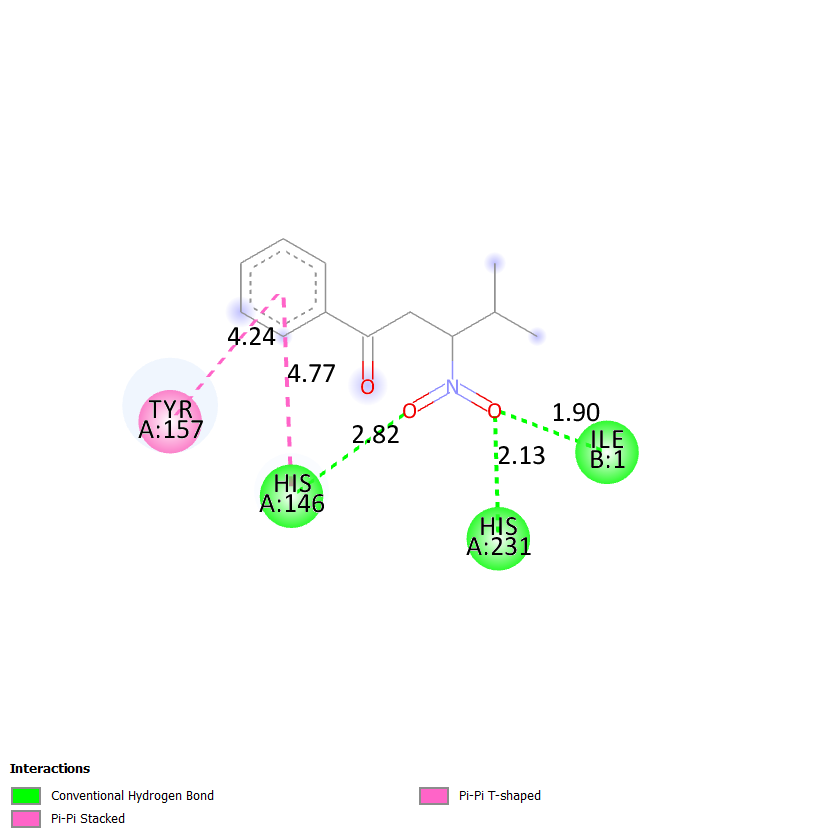 4.24
4.77
TYR
A:157
O
N
O
O
1.90
2.82
ILE
B:1
2.13
HIS
A:146
HIS
A:231
Interactions
Conventional Hydrogen Bond
Pi-Pi Stacked
Pi-Pi T-shaped